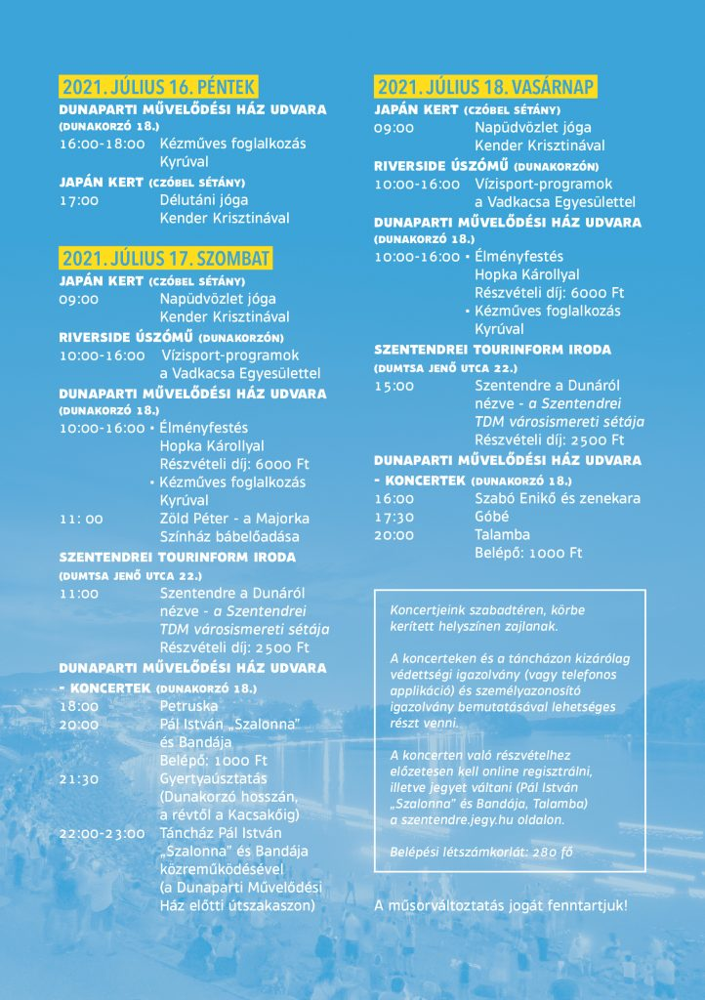 2021. JÚLIUS 16. PÉNTEK
DUNAPARTI MŰVELŐDÉSI HÁZ UDVARA
(DUNAKORZÓ 18.)
16:00-18:00 Kézműves foglalkozás
Kyrúval
JAPÁN KERT (CZÓBEL SÉTÁNY)
17:00 Délutáni jóga
Kender Krisztinával
2021. JÚLIUS 17. SZOMBAT
JAPÁN KERT (CZÓBEL SÉTÁNY)
09:00 Napüdvözlet jóga
Kender Krisztinával
RIVERSIDE ÚSZÓMŰ (DUNAKORZÓN)
10:00-16:00 Vízisport-programok
a Vadkacsa Egyesülettel
DUNAPARTI MŰVELŐDÉSI HÁZ UDVARA
(DUNAKORZÓ 18.)
10:00-16:00 • Élményfestés
Hopka Károllyal
Részvételi díj: 6000 Ft
• Kézműves foglalkozás
Kyrúval
11: 00 Zöld Péter - a Majorka
Színház bábelőadása
SZENTENDREI TOURINFORM IRODA
(DUMTSA JENŐ UTCA 22.)
11:00 Szentendre a Dunáról
nézve - a Szentendrei
TDM városismereti sétája
Részvételi díj: 2500 Ft
DUNAPARTI MŰVELŐDÉSI HÁZ UDVARA
- KONCERTEK (DUNAKORZÓ 18.)
18:00 Petruska
20:00 Pál István „Szalonna”
és Bandája
Belépő: 1000 Ft
21:30 Gyertyaúsztatás
(Dunakorzó hosszán,
a révtől a Kacsakőig)
22:00-23:00 Táncház Pál István
„Szalonna” és Bandája
közreműködésével
(a Dunaparti Művelődési
Ház előtti útszakaszon)
2021. JÚLIUS 18. VASÁRNAP
JAPÁN KERT (CZÓBEL SÉTÁNY)
09:00 Napüdvözlet jóga
Kender Krisztinával
RIVERSIDE ÚSZÓMŰ (DUNAKORZÓN)
10:00-16:00 Vízisport-programok
a Vadkacsa Egyesülettel
DUNAPARTI MŰVELŐDÉSI HÁZ UDVARA
(DUNAKORZÓ 18.)
10:00-16:00 • Élményfestés
Hopka Károllyal
Részvételi díj: 6000 Ft
• Kézműves foglalkozás
Kyrúval
SZENTENDREI TOURINFORM IRODA
(DUMTSA JENŐ UTCA 22.)
15:00 Szentendre a Dunáról
nézve - a Szentendrei
TDM városismereti sétája
Részvételi díj: 2500 Ft
DUNAPARTI MŰVELŐDÉSI HÁZ UDVARA
- KONCERTEK (DUNAKORZÓ 18.)
16:00 Szabó Enikő és zenekara
17:30 Góbé
20:00 Talamba
Belépő: 1000 Ft
Koncertjeink szabadtéren, körbe
kerített helyszínen zajlanak.
A koncerteken és a táncházon kizárólag
védettségi igazolvány (vagy telefonos
applikáció) és személyazonosító
igazolvány bemutatásával lehetséges
részt venni.
A koncerten való részvételhez
előzetesen kell online regisztrálni,
illetve jegyet váltani (Pál István
„Szalonna” és Bandája, Talamba)
a szentendre.jegy.hu oldalon.
Belépési létszámkorlát: 280 fő
A műsorváltoztatás jogát fenntartjuk!